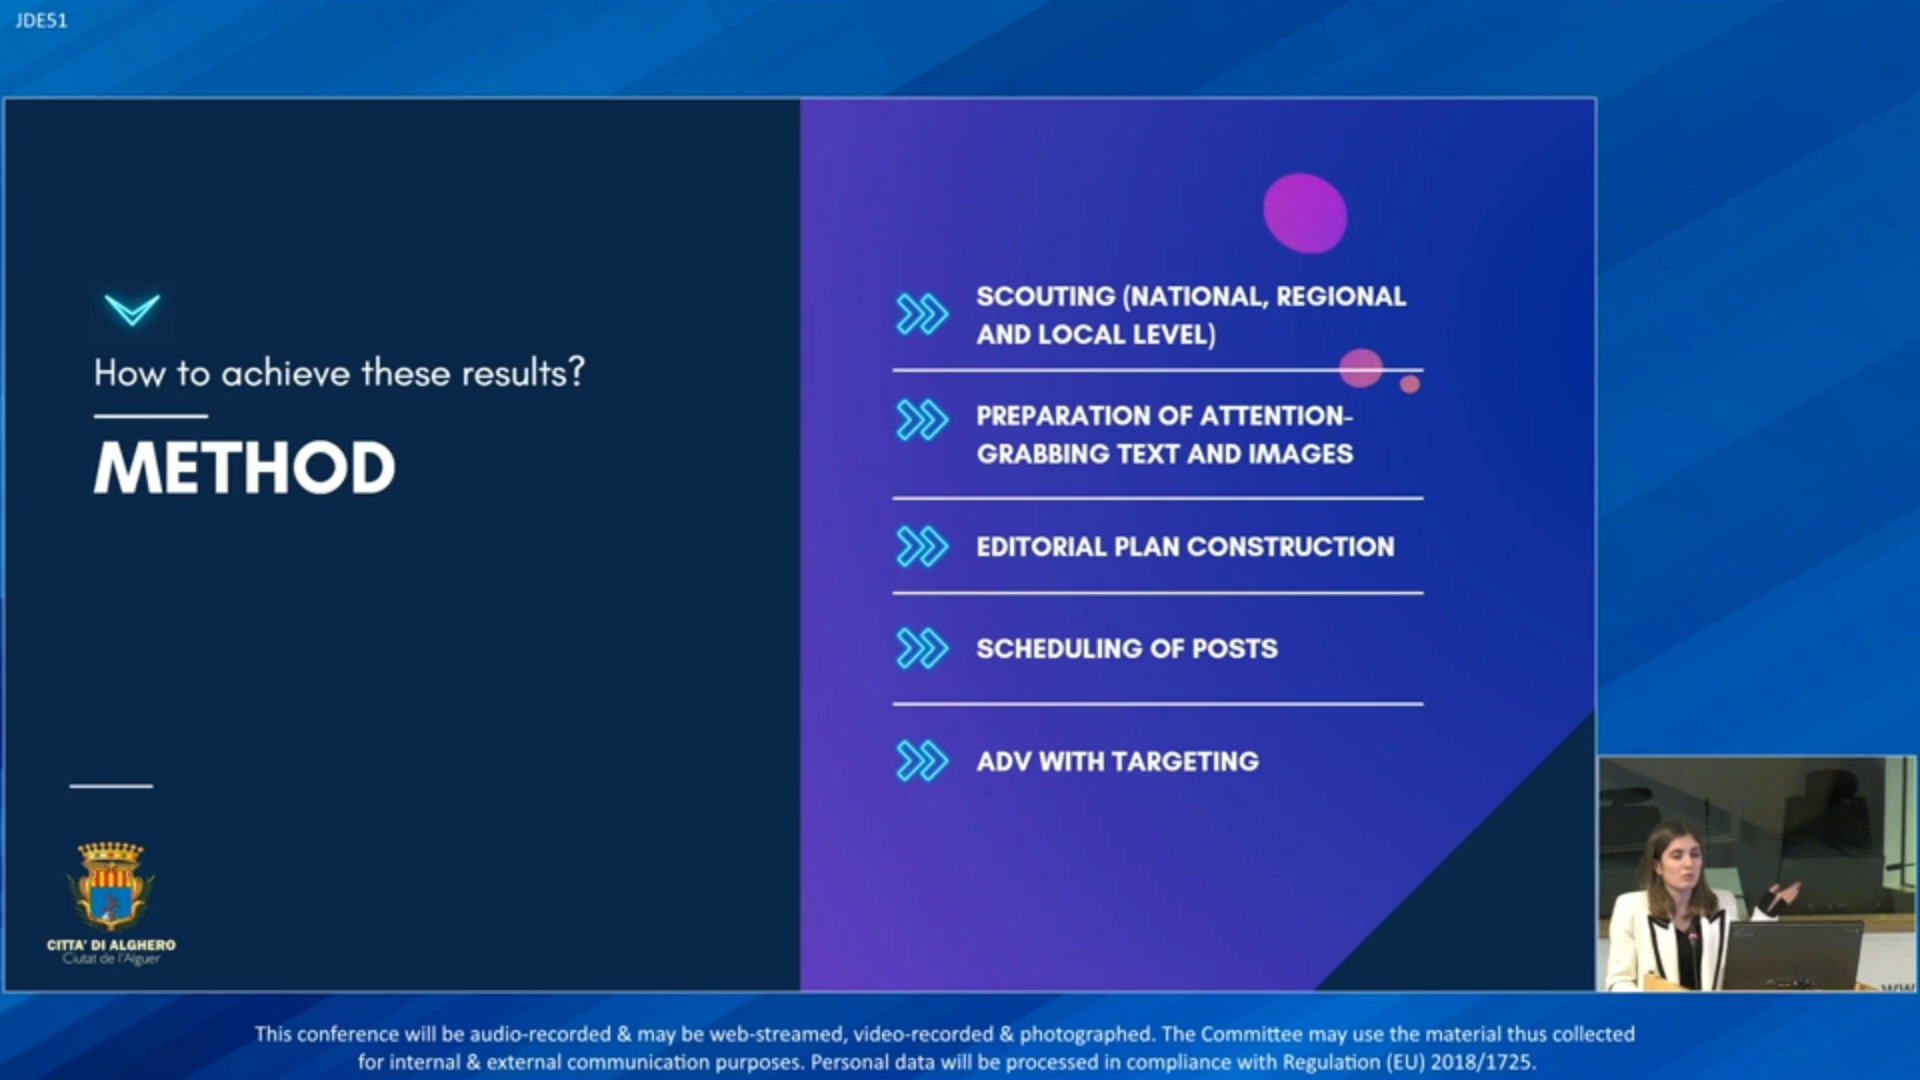 JDE51
How to achieve these results?
METHOD
SCOUTING (NATIONAL, REGIONAL
AND LOCAL LEVEL)
PREPARATION OF ATTENTION-
GRABBING TEXT AND IMAGES
EDITORIAL PLAN CONSTRUCTION
SCHEDULING OF POSTS
ADV WITH TARGETING
CITTA' DI ALGHERO
Ciutat de l'Alguer
This conference will be audio-recorded & may be web-streamed, video-recorded & photographed. The Committee may use the material thus collected
for internal & external communication purposes. Personal data will be processed in compliance with Regulation (EU) 2018/1725.